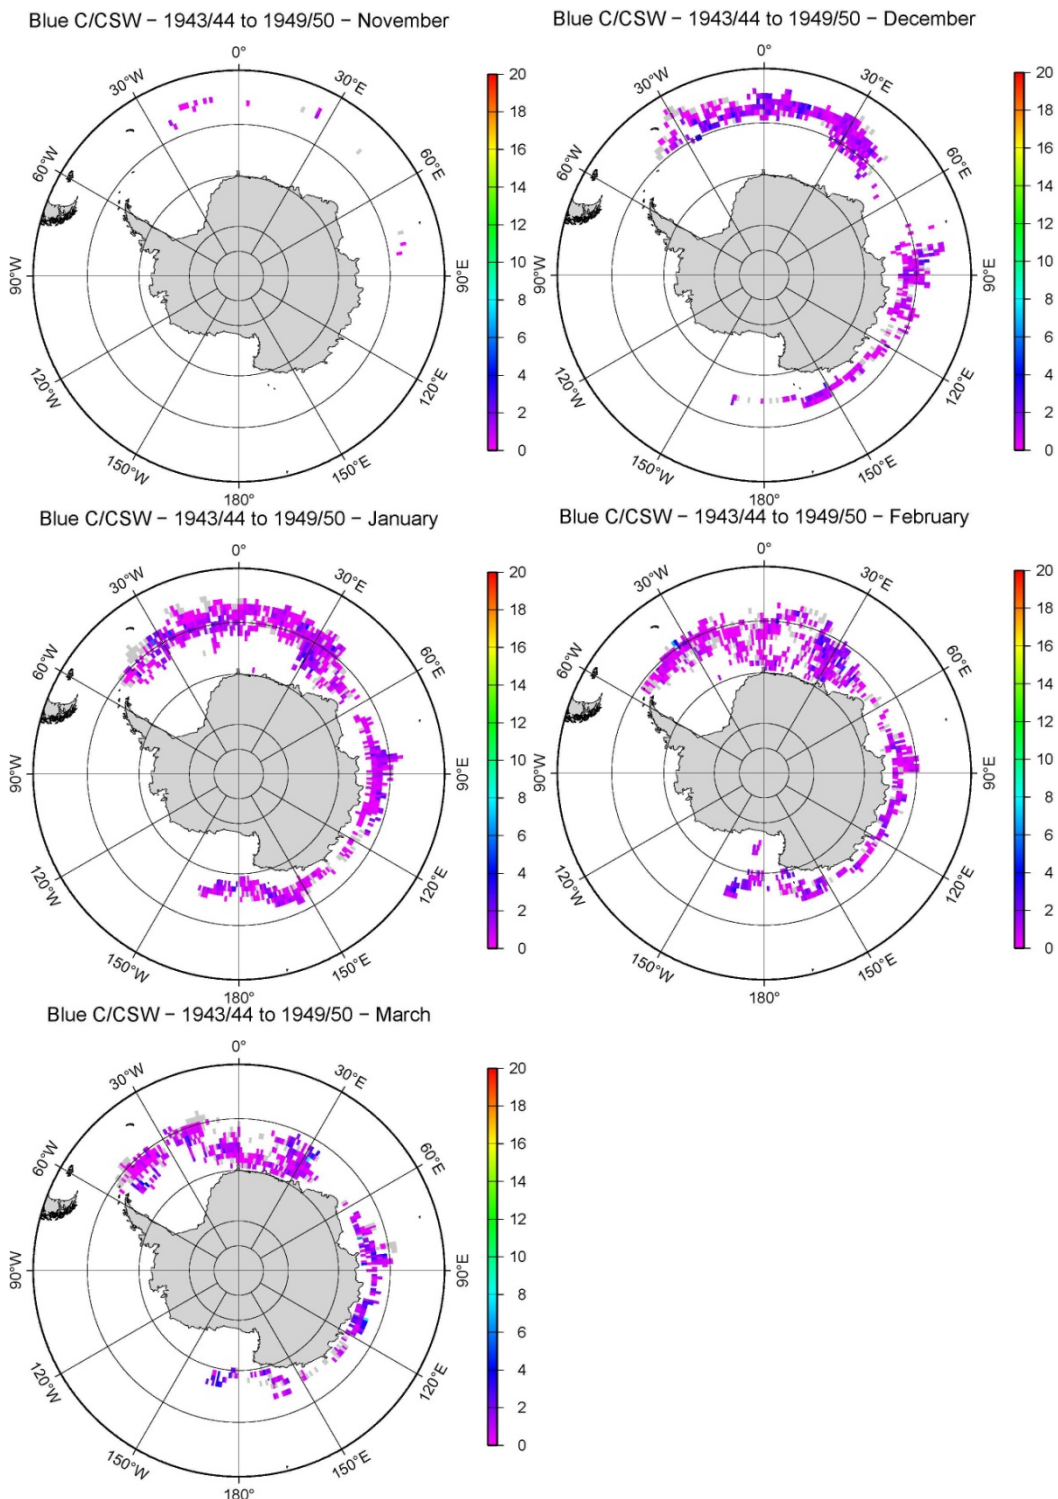 Blue C/CSW − 1943/44 to 1949/50 − November
0°
30°W
30°E
60°W
60°E
90°W
90°E
120°W
120°E
150°W
150°E
180°
20
18
16
14
12
10
8
6
4
2
0
Blue C/CSW − 1943/44 to 1949/50 − December
0°
30°W
30°E
60°W
60°E
90°W
90°E
120°W
120°E
150°W
150°E
180°
20
18
16
14
12
10
8
6
4
2
0
Blue C/CSW − 1943/44 to 1949/50 − January
0°
30°W
30°E
60°W
60°E
90°W
90°E
120°W
120°E
150°W
150°E
180°
20
18
16
14
12
10
8
6
4
2
0
Blue C/CSW − 1943/44 to 1949/50 − February
0°
30°W
30°E
60°W
60°E
90°W
90°E
120°W
120°E
150°W
150°E
180°
20
18
16
14
12
10
8
6
4
2
0
Blue C/CSW − 1943/44 to 1949/50 − March
0°
30°W
30°E
60°W
60°E
90°W
90°E
120°W
120°E
150°W
150°E
180°
20
18
16
14
12
10
8
6
4
2
0